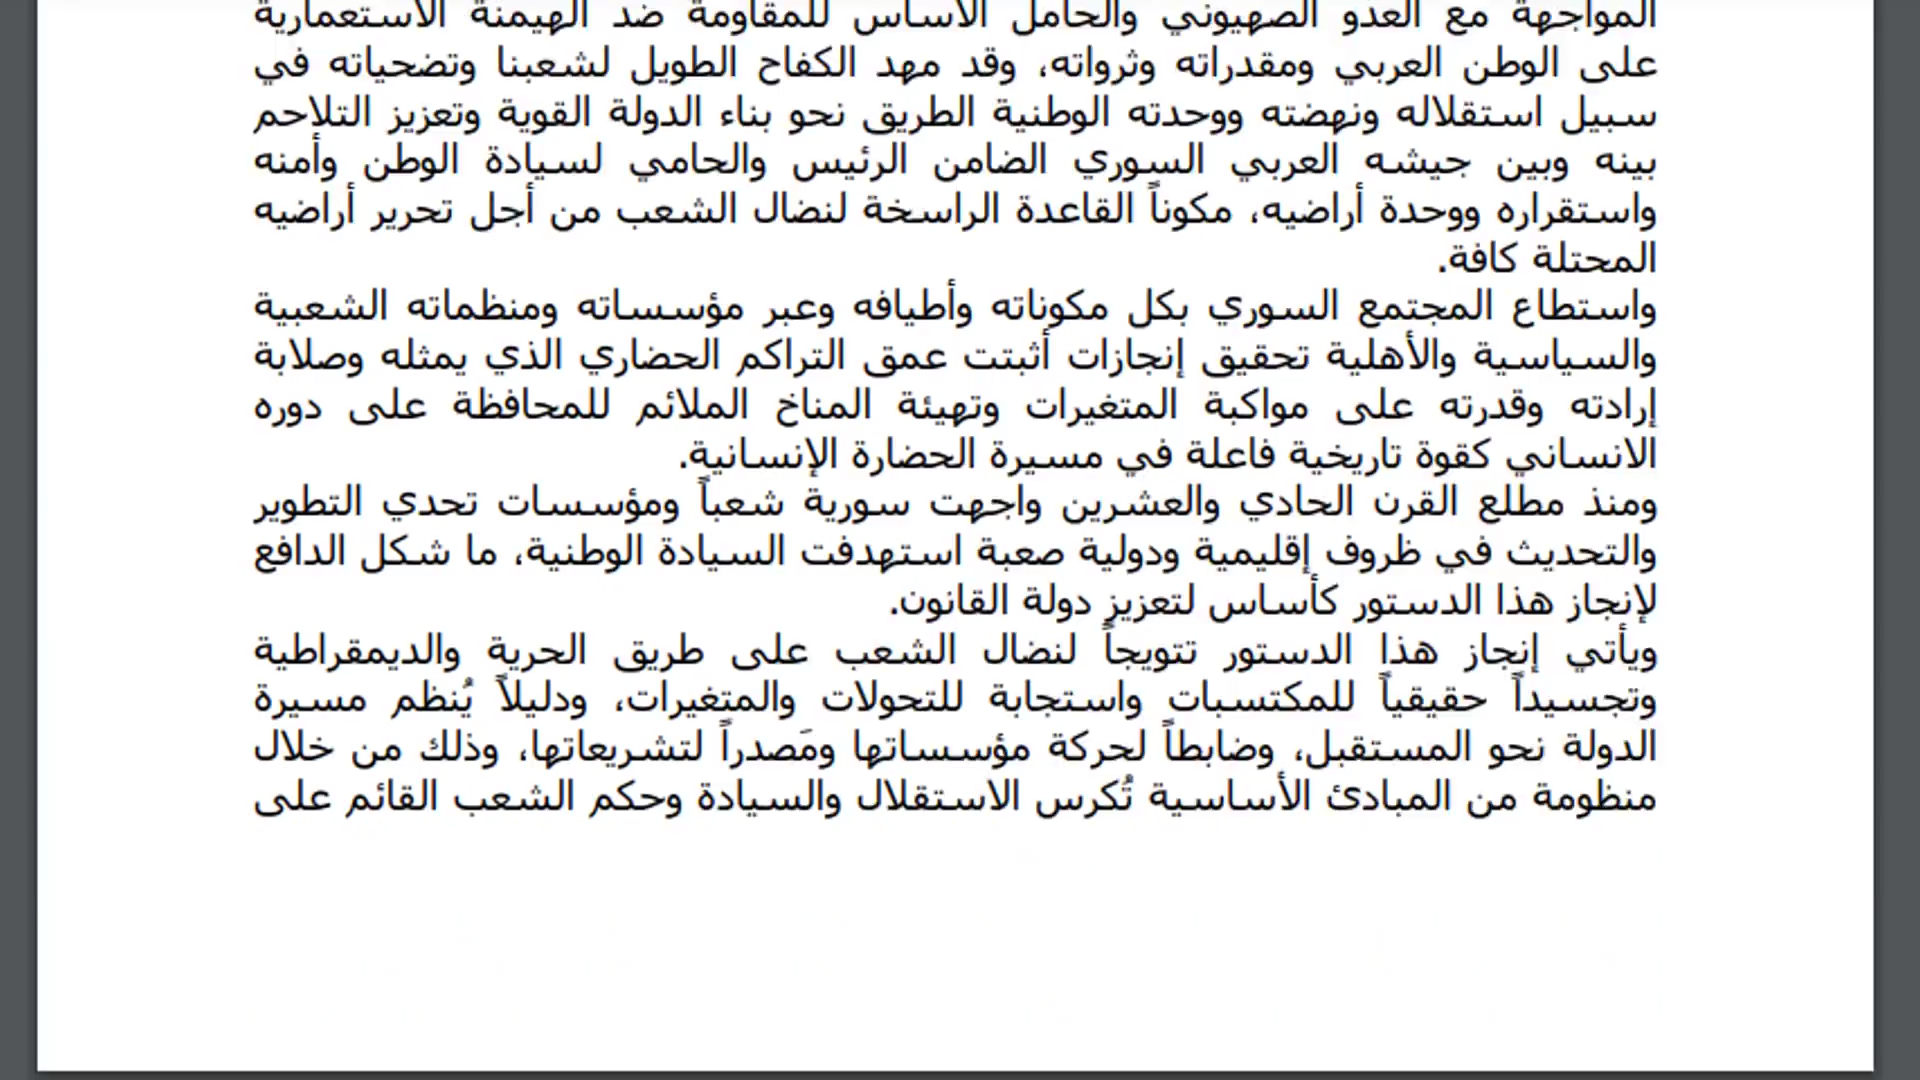 المواجهة مع العدو الصهيوني والحامل الأساس للمقاومة ضد الهيمنة الاستعمارية
على الوطن العربي ومقدراته وثرواته، وقد مهد الكفاح الطويل لشعبنا وتضحياته في
سبيل استقلاله ونهضته ووحدته الوطنية الطريق نحو بناء الدولة القوية وتعزيز التلاحم
بينه وبين جيشه العربي السوري الضامن الرئيس والحامي لسيادة الوطن وأمنه
واستقراره ووحدة أراضيه، مكوناً القاعدة الراسخة لنضال الشعب من أجل تحرير أراضيه
المحتلة كافة.
واستطاع المجتمع السوري بكل مكوناته وأطيافه وعبر مؤسساته ومنظماته الشعبية
والسياسية والأهلية تحقيق إنجازات أثبتت عمق التراكم الحضاري الذي يمثله وصلابة
إرادته وقدرته على مواكبة المتغيرات وتهيئة المناخ الملائم للمحافظة على دوره
الانساني كقوة تاريخية فاعلة في مسيرة الحضارة الإنسانية.
ومنذ مطلع القرن الحادي والعشرين واجهت سورية شعباً ومؤسسات تحدي التطوير
والتحديث في ظروف إقليمية ودولية صعبة استهدفت السيادة الوطنية، ما شكل الدافع
لإنجاز هذا الدستور كأساس لتعزيز دولة القانون.
ويأتي إنجاز هذا الدستور تتويجاً لنضال الشعب على طريق الحرية والديمقراطية
وتجسيداً حقيقياً للمكتسبات واستجابة للتحولات والمتغيرات، ودليلاً يُنظم مسيرة
الدولة نحو المستقبل، وضابطاً لحركة مؤسساتها ومَصدراً لتشريعاتها، وذلك من خلال
منظومة من المبادئ الأساسية تُكرس الاستقلال والسيادة وحكم الشعب القائم على